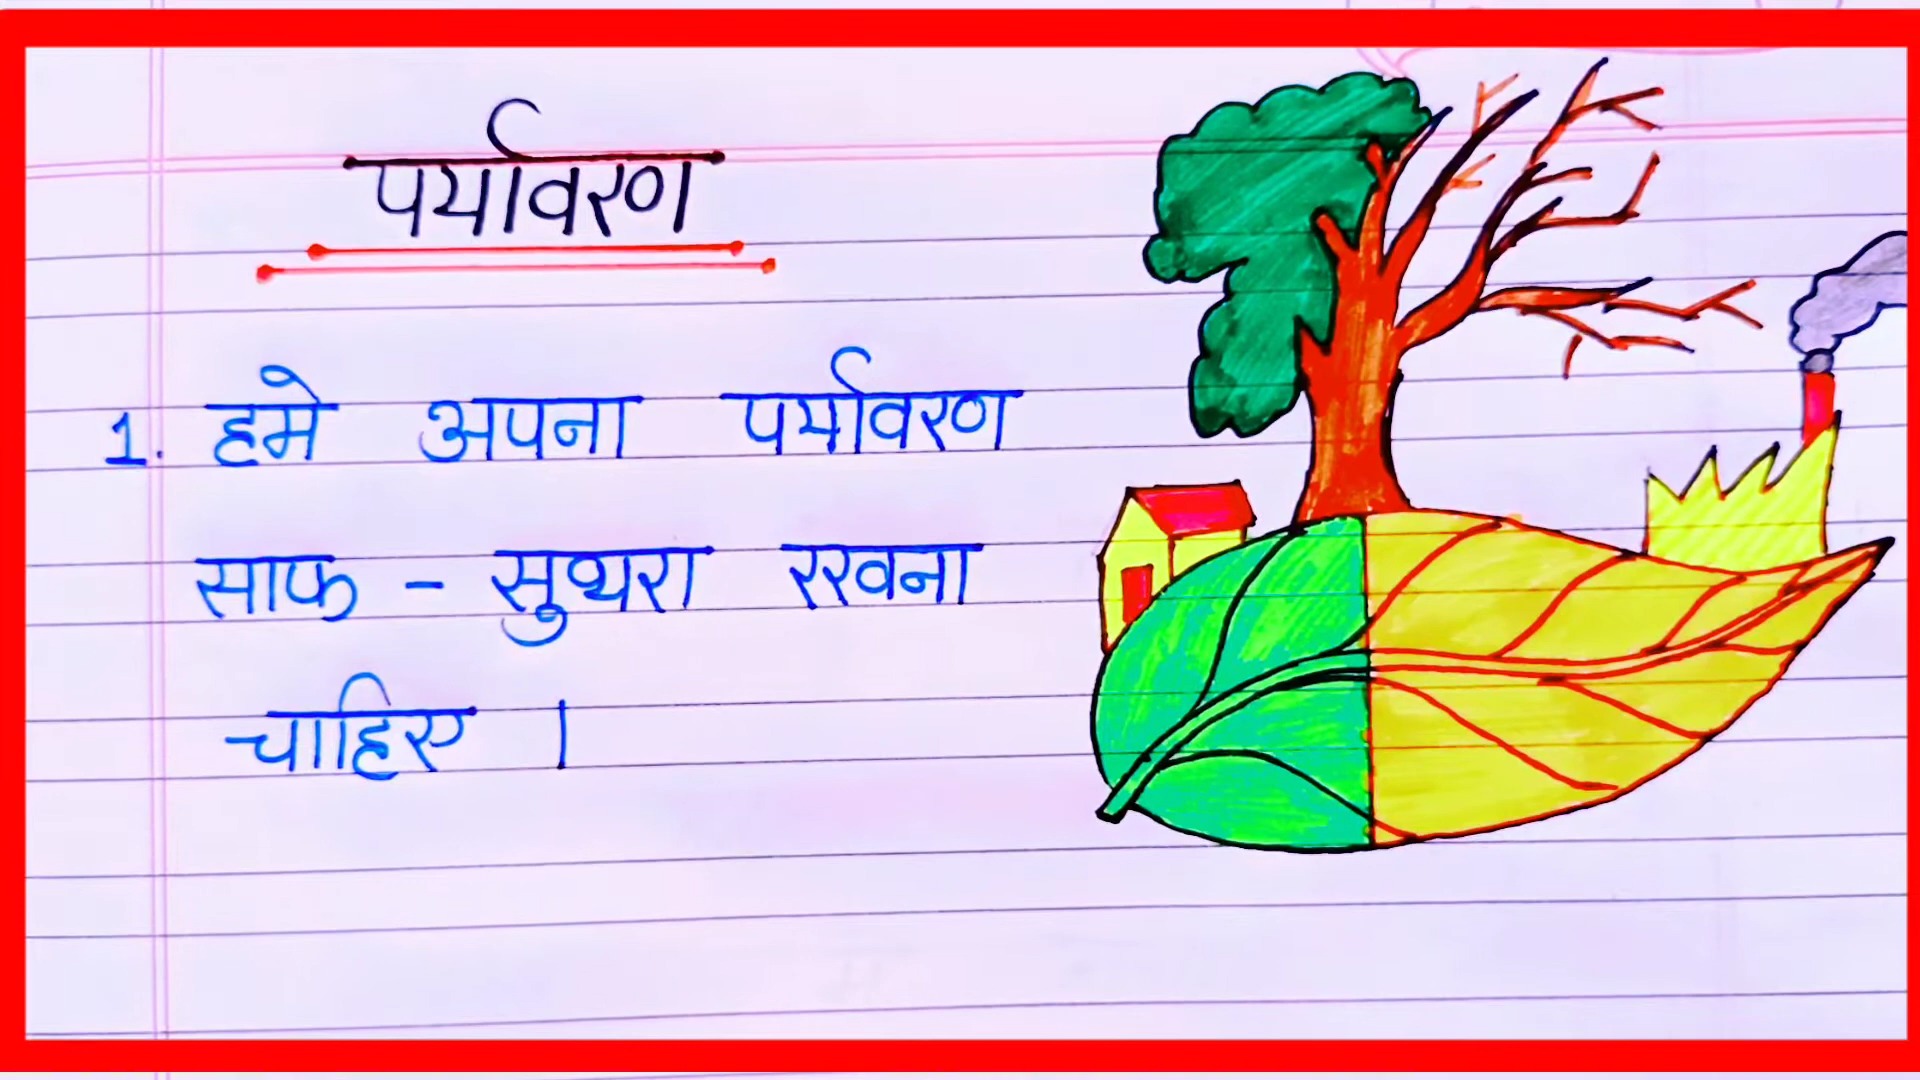 पर्यावरण
1. हमे अपना पर्यावरण
साफ - सुथरा रखना
चाहिए ।